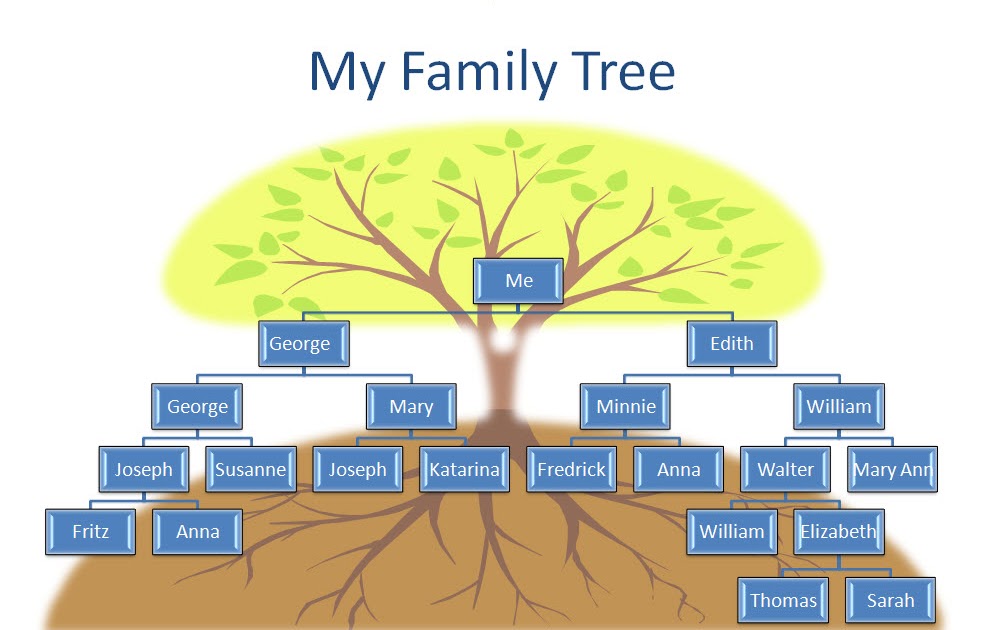 My Family Tree
Me
George Edith
George Mary Minnie William
Joseph Susanne Joseph Katarina Fredrick Anna Walter Mary Ann
Fritz Anna William Elizabeth
Thomas Sarah